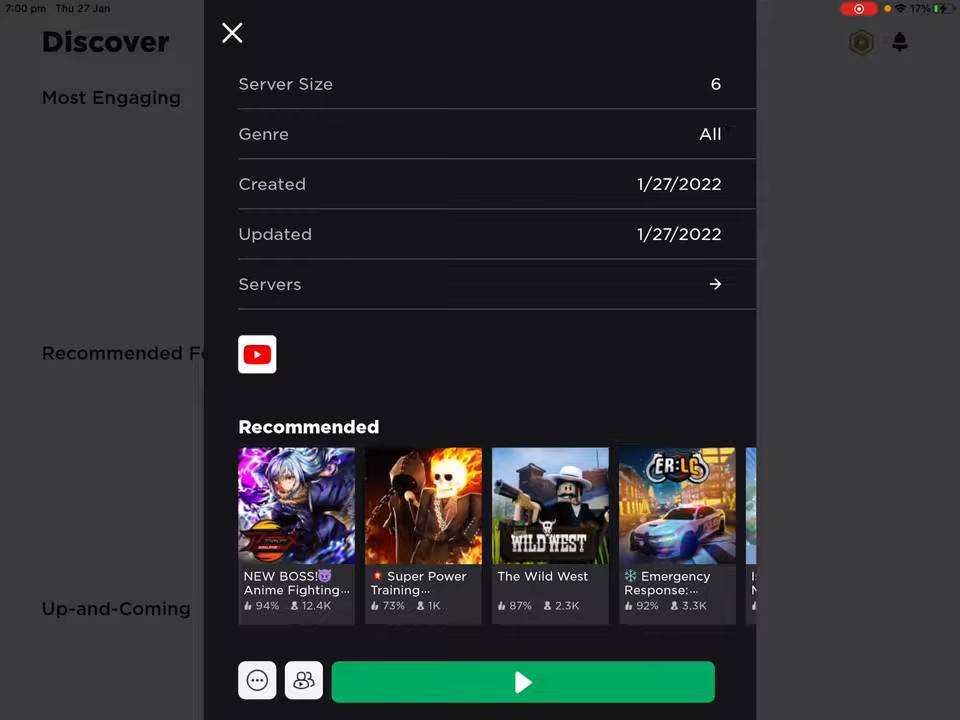 7:00 pm Thu 27 Jan
17%
Discover
Most Engaging
Server Size 6
Genre All
Created 1/27/2022
Updated 1/27/2022
Servers
Recommended F
Recommended
ER:LC
WILD WEST
NEW BOSS!😈
Anime Fighting...
94% 12.4K
💥 Super Power
Training...
73% 1K
The Wild West
87% 2.3K
❄️ Emergency
Response:...
92% 3.3K
Up-and-Coming